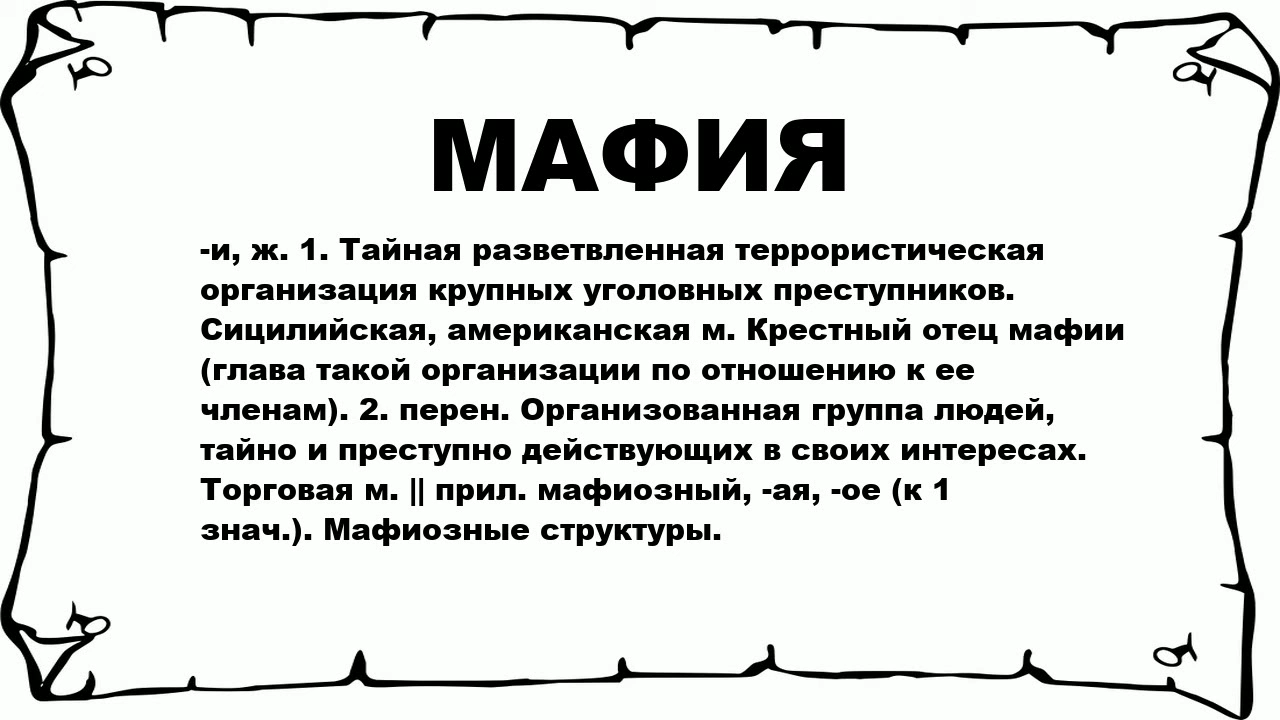 МАФИЯ
-и, ж. 1. Тайная разветвленная террористическая
организация крупных уголовных преступников.
Сицилийская, американская м. Крестный отец мафии
(глава такой организации по отношению к ее
членам). 2. перен. Организованная группа людей,
тайно и преступно действующих в своих интересах.
Торговая м. || прил. мафиозный, -ая, -ое (к 1
знач.). Мафиозные структуры.